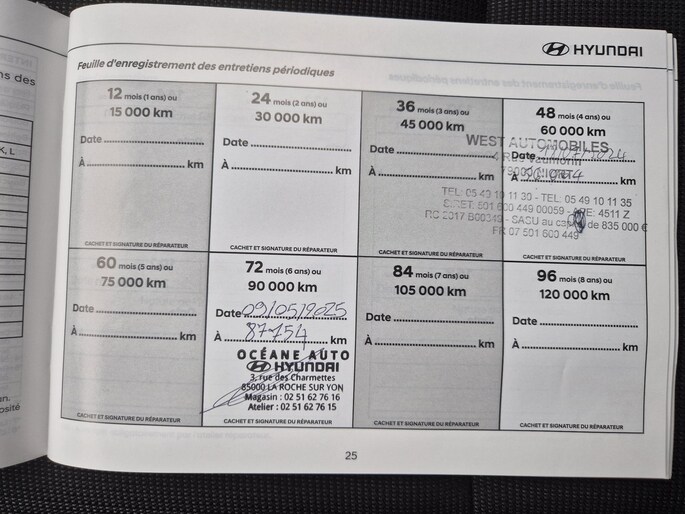 HYUNDAI
Feuille d'enregistrement des entretiens périodiques
ns des
K, L
n.
osité
12 mois (1 ans) ou
15 000 km
Date
À km
CACHET ET SIGNATURE DU RÉPARATEUR
24 mois (2 ans) ou
30 000 km
Date
À km
CACHET ET SIGNATURE DU RÉPARATEUR
36 mois (3 ans) ou
45 000 km
Date
À km
CACHET ET SIGNATURE DU RÉPARATEUR
48 mois (4 ans) ou
60 000 km
Date
À
CACHET ET SIGNATURE DU RÉPARATEUR
WEST AUTOMOBILES
79000 NIORT
TEL: 05 49 10 11 30 - TEL: 05 49 10 11 35
SIRET: 501 600 449 00059 - APE: 4511 Z
RC 2017 B00349 - SASU au capital de 835 000 €
FR 07 501 600 449
60 mois (5 ans) ou
75 000 km
Date
À km
CACHET ET SIGNATURE DU RÉPARATEUR
72 mois (6 ans) ou
90 000 km
Date 09/05/2025
À 87154 km
OCÉANE AUTO
HYUNDAI
3, rue des Charmettes
85000 LA ROCHE SUR YON
Magasin : 02 51 62 76 16
Atelier : 02 51 62 76 15
CACHET ET SIGNATURE DU RÉPARATEUR
84 mois (7 ans) ou
105 000 km
Date
À km
CACHET ET SIGNATURE DU RÉPARATEUR
96 mois (8 ans) ou
120 000 km
Date
À km
CACHET ET SIGNATURE DU RÉPARATEUR
25